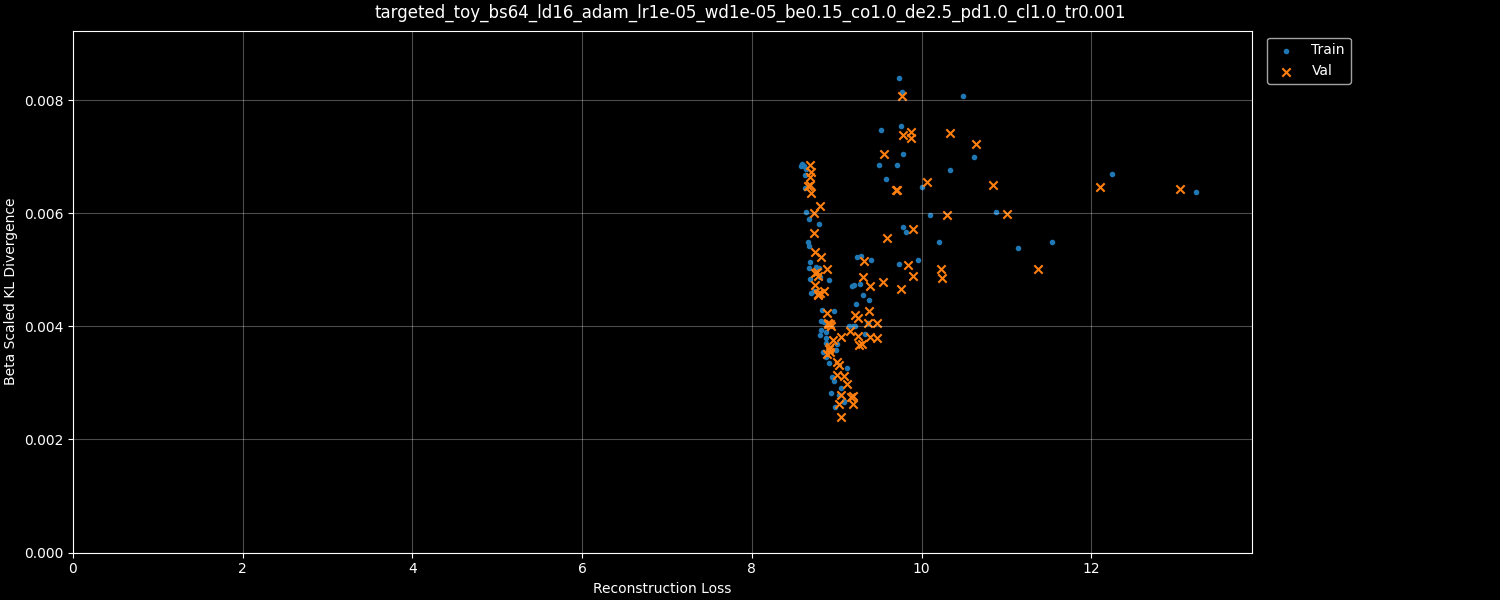 targeted_toy_bs64_ld16_adam_lr1e-05_wd1e-05_be0.15_co1.0_de2.5_pd1.0_cl1.0_tr0.001
Train
Val
Beta Scaled KL Divergence
0.008
0.006
0.004
0.002
0.000
0 2 4 6 8 10 12
Reconstruction Loss